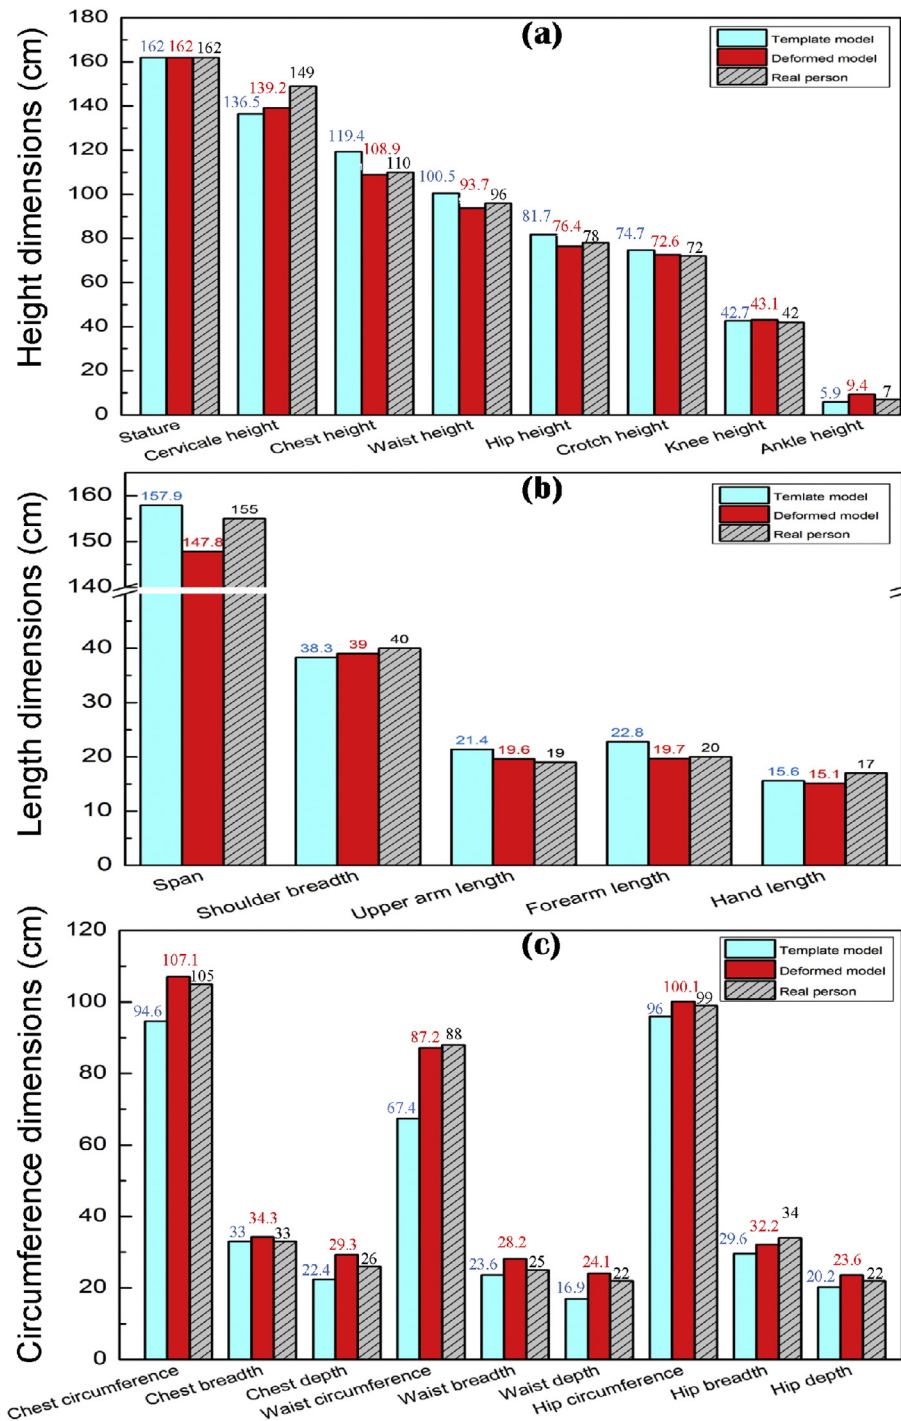 (a)
Height dimensions (cm)
180
160
140
120
100
80
60
40
20
0
Template model
Deformed model
Real person
162 162 162
136.5 139.2 149
119.4 108.9 110
100.5 93.7 96
81.7 76.4 78
74.7 72.6 72
42.7 43.1 42
5.9 9.4 7
Stature
Cervicale height
Chest height
Waist height
Hip height
Crotch height
Knee height
Ankle height
(b)
Length dimensions (cm)
160
150
140
40
30
20
10
0
Temlate model
Deformed model
Real person
157.9 147.8 155
38.3 39 40
21.4 19.6 19
22.8 19.7 20
15.6 15.1 17
Span
Shoulder breadth
Upper arm length
Forearm length
Hand length
(c)
Circumference dimensions (cm)
120
100
80
60
40
20
0
Template model
Deformed model
Real person
94.6 107.1 105
33 34.3 33
22.4 29.3 26
67.4 87.2 88
23.6 28.2 25
16.9 24.1 22
96 100.1 99
29.6 32.2 34
20.2 23.6 22
Chest circumference
Chest breadth
Chest depth
Waist circumference
Waist breadth
Waist depth
Hip circumference
Hip breadth
Hip depth